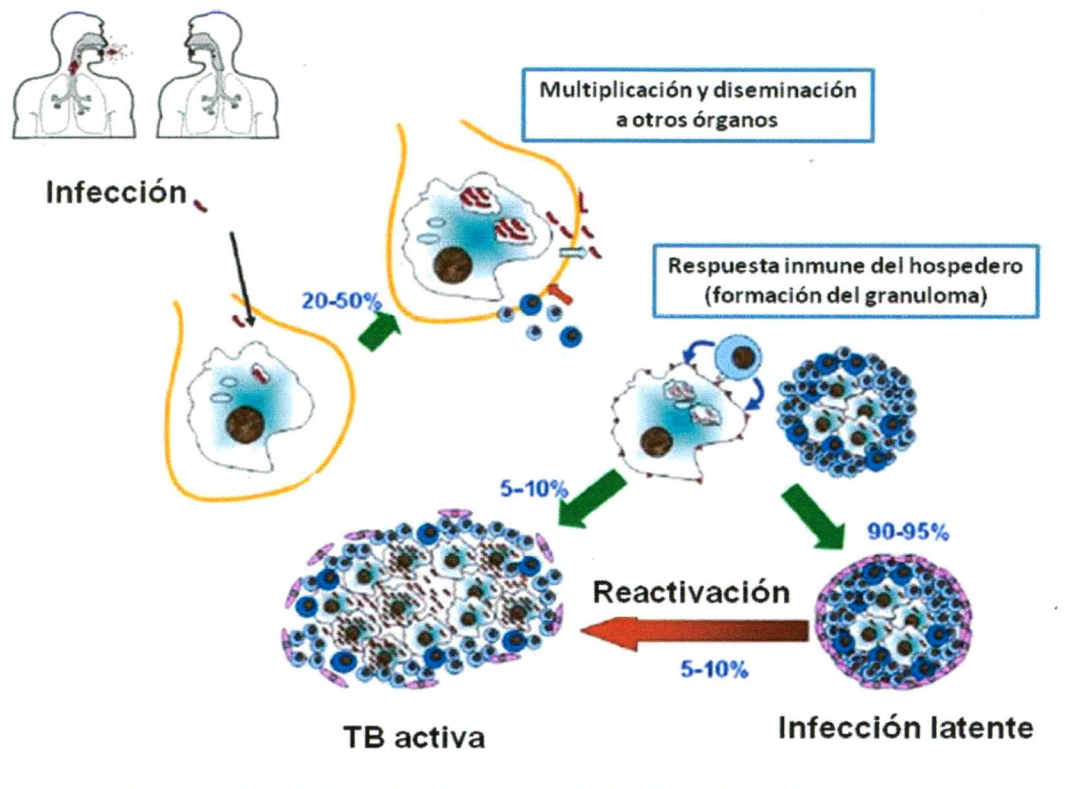 Infección
Multiplicación y diseminación
a otros órganos
20-50%
Respuesta inmune del hospedero
(formación del granuloma)
5-10%
90-95%
Reactivación
5-10%
TB activa
Infección latente